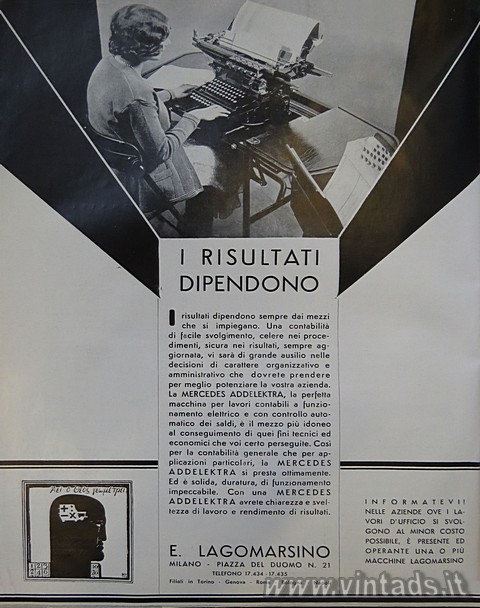 I RISULTATI
DIPENDONO
I risultati dipendono sempre dai mezzi
che si impiegano. Una contabilità
di facile svolgimento, celere nei proce-
dimenti, sicura nei risultati, sempre ag-
giornata, vi sarà di grande ausilio nelle
decisioni di carattere organizzativo e
amministrativo che dovrete prendere
per meglio potenziare la vostra azienda.
La MERCEDES ADDELEKTRA, la perfetta
macchina per lavori contabili a funzio-
namento elettrico e con controllo auto-
matico dei saldi, è il mezzo più idoneo
al conseguimento di quei fini tecnici ed
economici che voi certo perseguite. Così
per la contabilità generale che per ap-
plicazioni particolari, la MERCEDES
ADDELEKTRA si presta ottimamente.
Ed è solida, duratura, di funzionamento
impeccabile. Con una MERCEDES
ADDELEKTRA avrete chiarezza e svel-
tezza di lavoro e rendimento di risultati.
E. LAGOMARSINO
MILANO - PIAZZA DEL DUOMO N. 21
TELEFONO 17.434 - 17.435
Filiali in Torino - Genova - Roma
INFORMATEVI!
NELLE AZIENDE OVE I LA-
VORI D'UFFICIO SI SVOL-
GONO AL MINOR COSTO
POSSIBILE, È PRESENTE ED
OPERANTE UNA O PIÙ
MACCHINE LAGOMARSINO
www.vintads.it